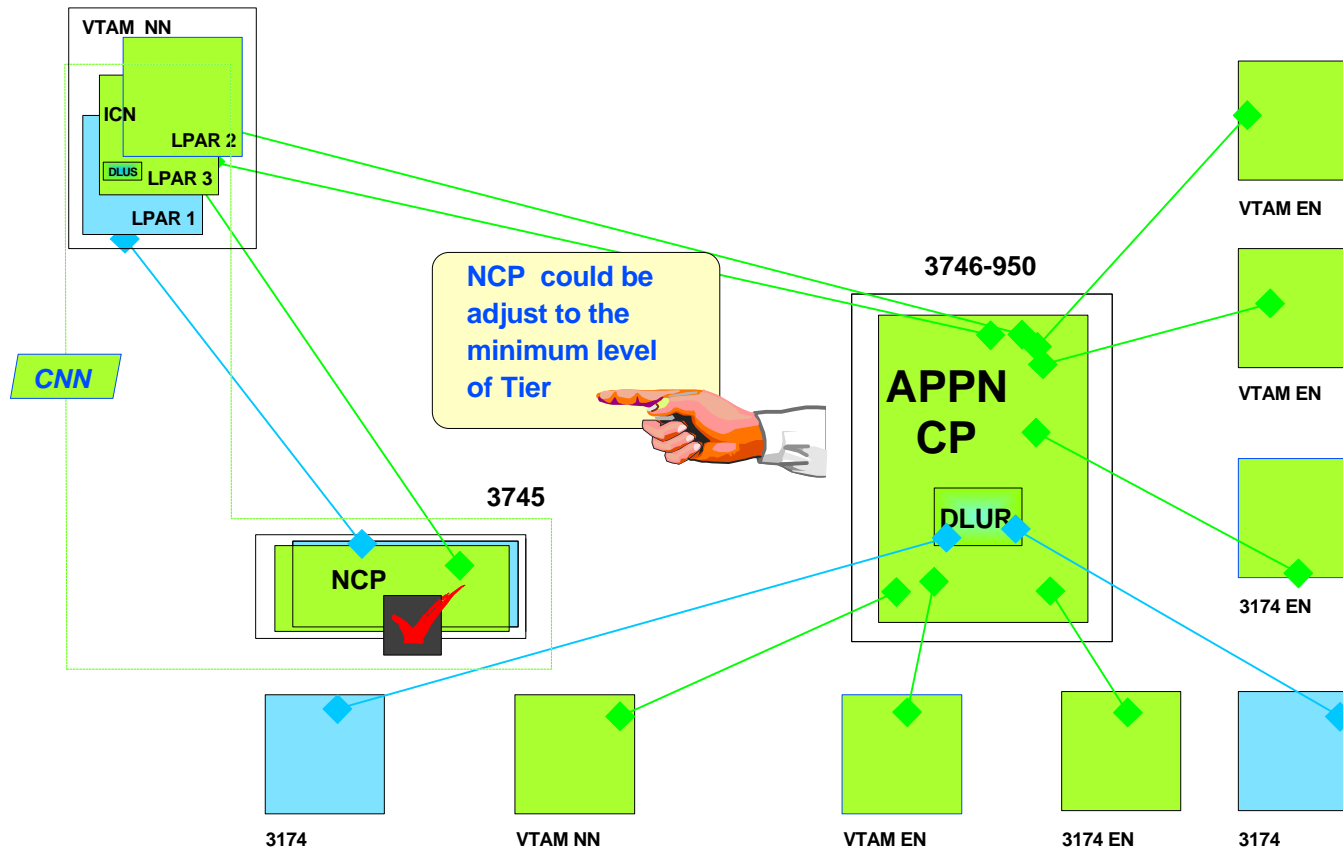 VTAM NN
ICN
LPAR 2
DLUS
LPAR 3
LPAR 1
VTAM EN
NCP could be
adjust to the
minimum level
of Tier
3746-950
CNN
APPN
CP
VTAM EN
3745
DLUR
NCP
3174 EN
3174
VTAM NN
VTAM EN
3174 EN
3174